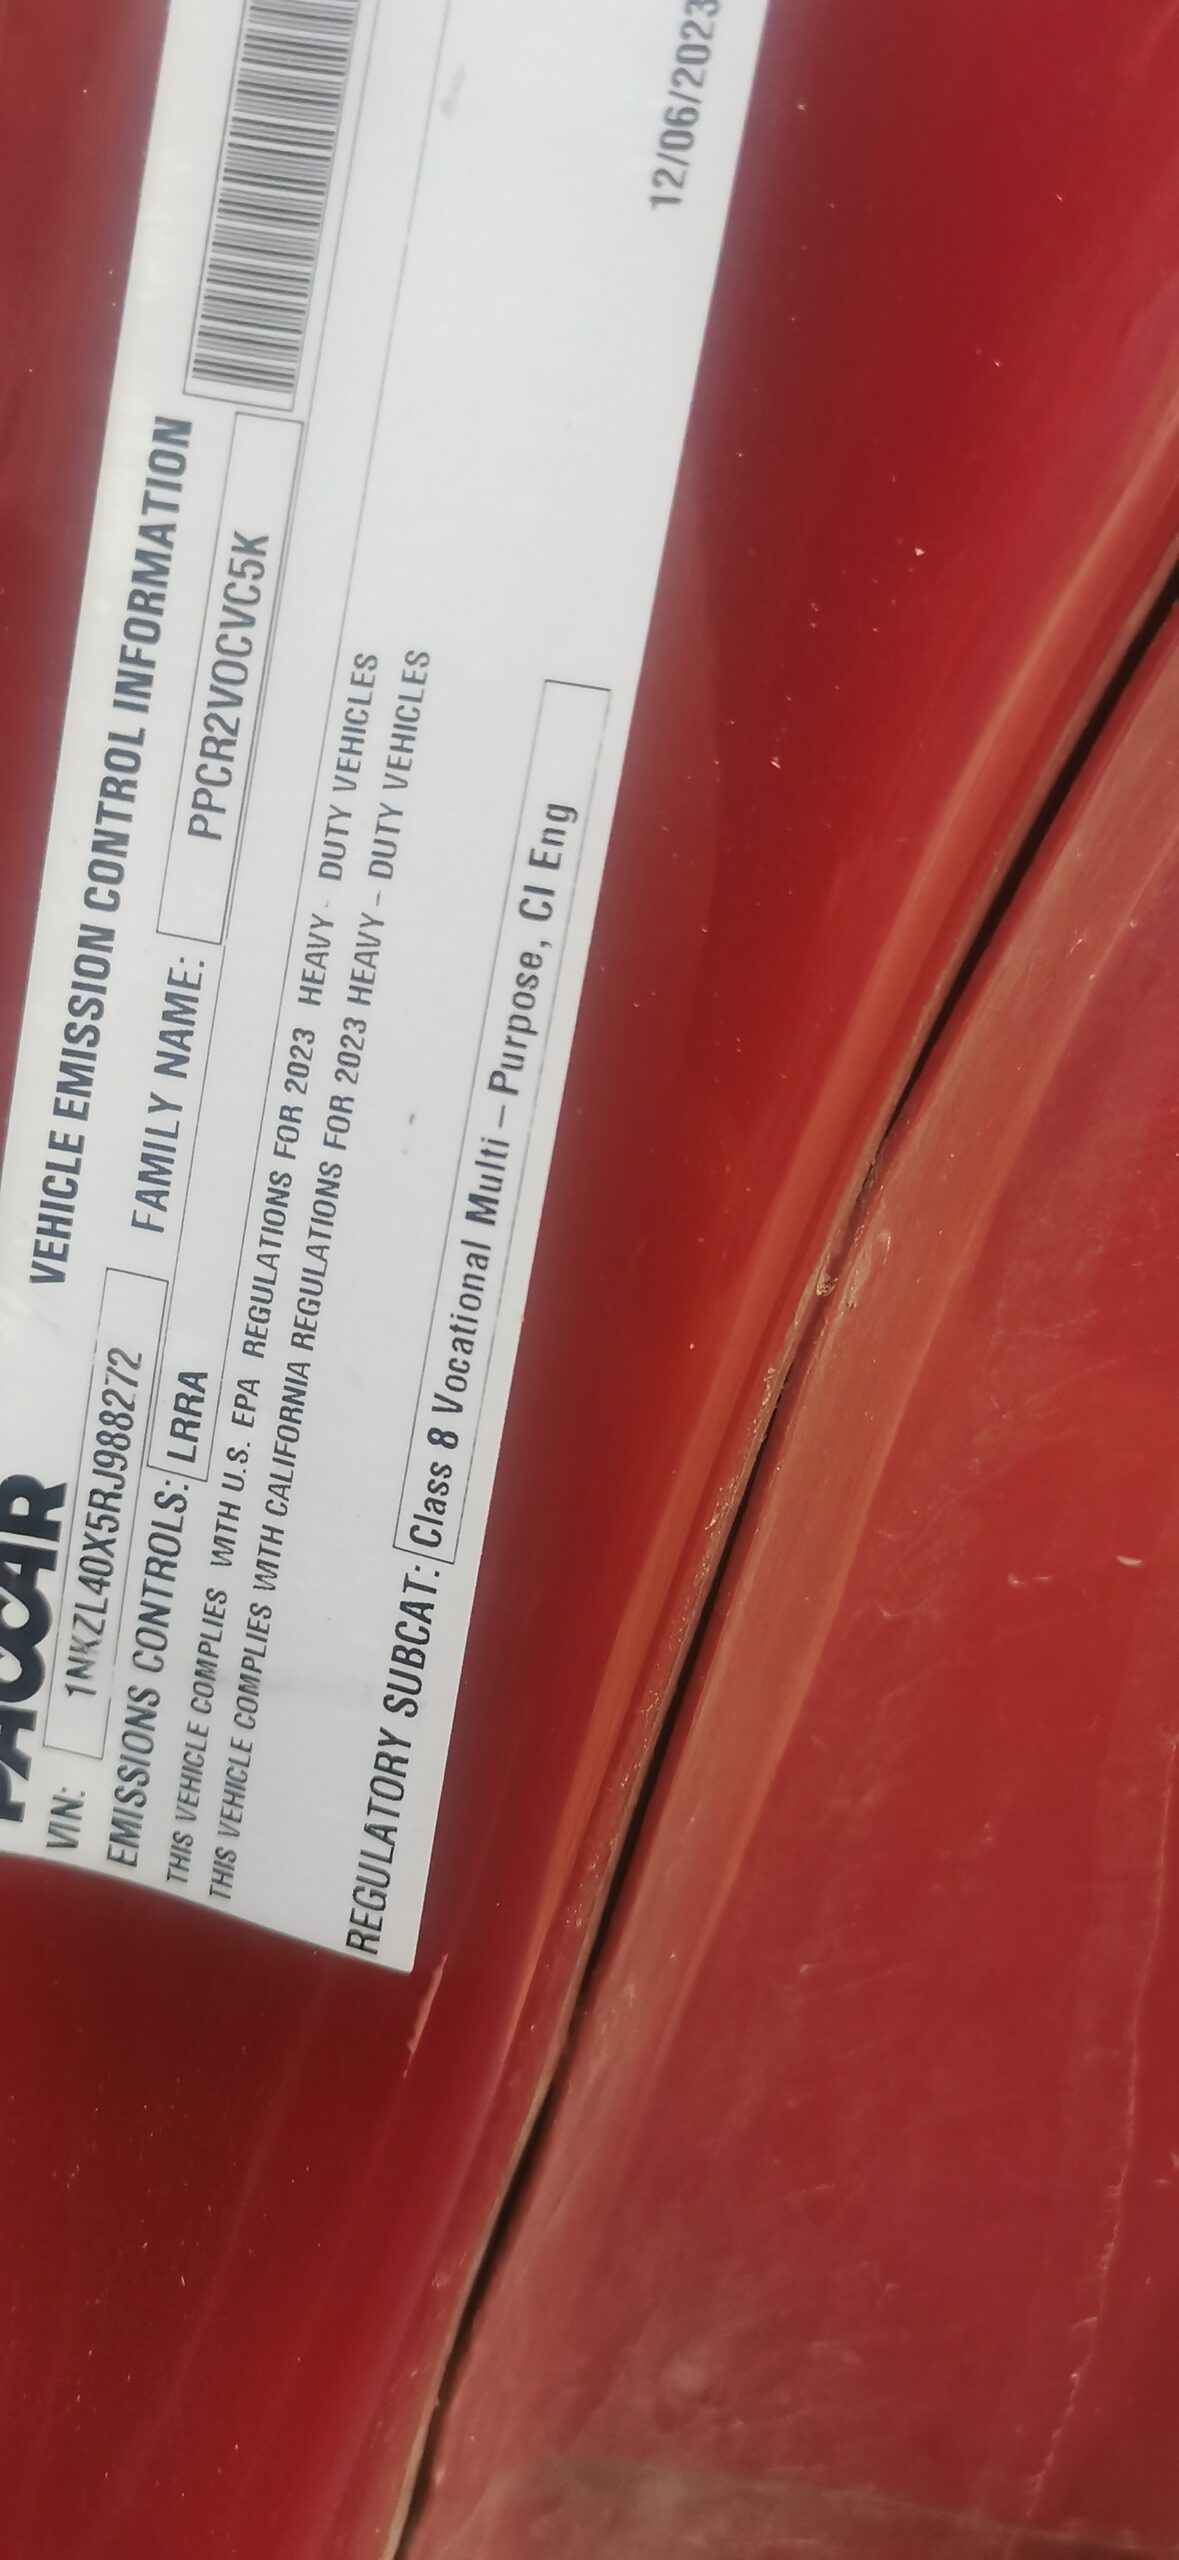 PACCAR
VEHICLE EMISSION CONTROL INFORMATION
VIN: 1NKZL40X5RJ988272 FAMILY NAME: PPCR2VOCVC5K
EMISSIONS CONTROLS: LRRA
THIS VEHICLE COMPLIES WITH U.S. EPA REGULATIONS FOR 2023 HEAVY - DUTY VEHICLES
THIS VEHICLE COMPLIES WITH CALIFORNIA REGULATIONS FOR 2023 HEAVY - DUTY VEHICLES
REGULATORY SUBCAT: Class 8 Vocational Multi-Purpose, CI Eng
12/06/2023